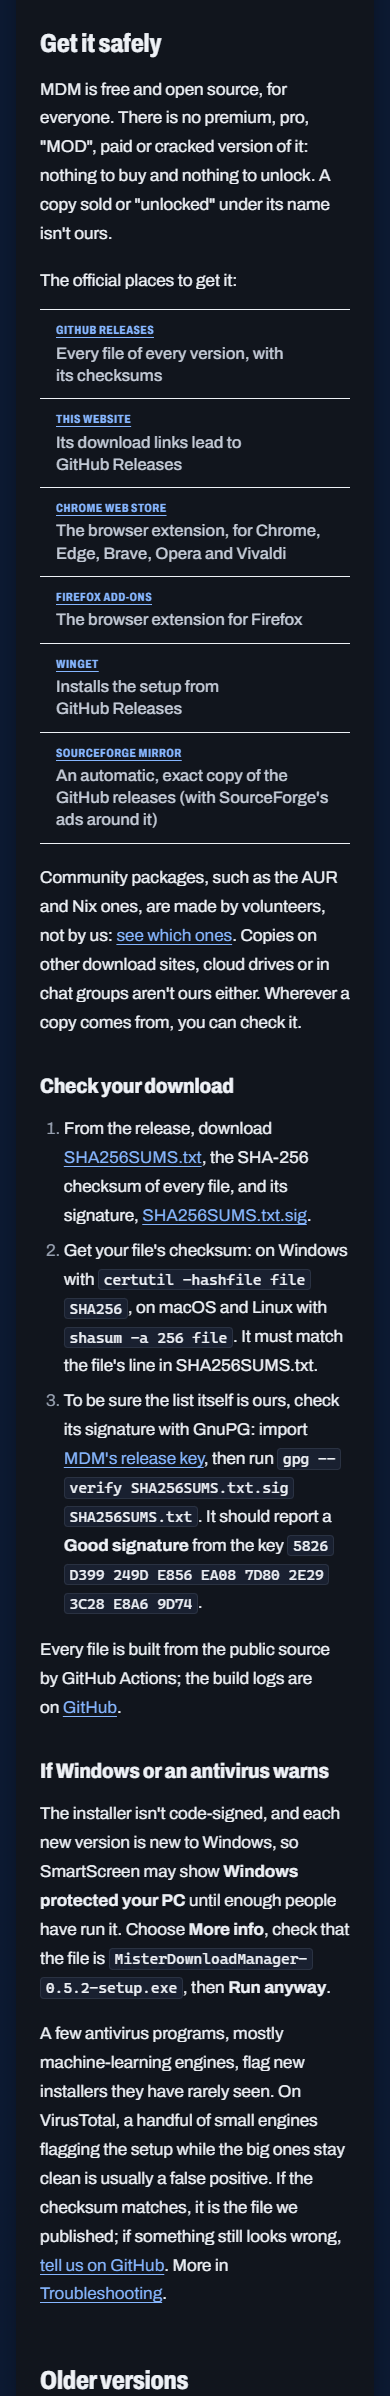 Get it safely
MDM is free and open source, for
everyone. There is no premium, pro,
"MOD", paid or cracked version of it:
nothing to buy and nothing to unlock. A
copy sold or "unlocked" under its name
isn't ours.
The official places to get it:
GITHUB RELEASES
Every file of every version, with
its checksums
THIS WEBSITE
Its download links lead to
GitHub Releases
CHROME WEB STORE
The browser extension, for Chrome,
Edge, Brave, Opera and Vivaldi
FIREFOX ADD-ONS
The browser extension for Firefox
WINGET
Installs the setup from
GitHub Releases
SOURCEFORGE MIRROR
An automatic, exact copy of the
GitHub releases (with SourceForge's
ads around it)
Community packages, such as the AUR
and Nix ones, are made by volunteers,
not by us: see which ones. Copies on
other download sites, cloud drives or in
chat groups aren't ours either. Wherever a
copy comes from, you can check it.
Check your download
1. From the release, download
SHA256SUMS.txt, the SHA-256
checksum of every file, and its
signature, SHA256SUMS.txt.sig.
2. Get your file's checksum: on Windows
with certutil -hashfile file
SHA256, on macOS and Linux with
shasum -a 256 file. It must match
the file's line in SHA256SUMS.txt.
3. To be sure the list itself is ours, check
its signature with GnuPG: import
MDM's release key, then run gpg --
verify SHA256SUMS.txt.sig
SHA256SUMS.txt. It should report a
Good signature from the key 5826
D399 249D E856 EA08 7D80 2E29
3C28 E8A6 9D74.
Every file is built from the public source
by GitHub Actions; the build logs are
on GitHub.
If Windows or an antivirus warns
The installer isn't code-signed, and each
new version is new to Windows, so
SmartScreen may show Windows
protected your PC until enough people
have run it. Choose More info, check that
the file is MisterDownloadManager-
0.5.2-setup.exe, then Run anyway.
A few antivirus programs, mostly
machine-learning engines, flag new
installers they have rarely seen. On
VirusTotal, a handful of small engines
flagging the setup while the big ones stay
clean is usually a false positive. If the
checksum matches, it is the file we
published; if something still looks wrong,
tell us on GitHub. More in
Troubleshooting.
Older versions